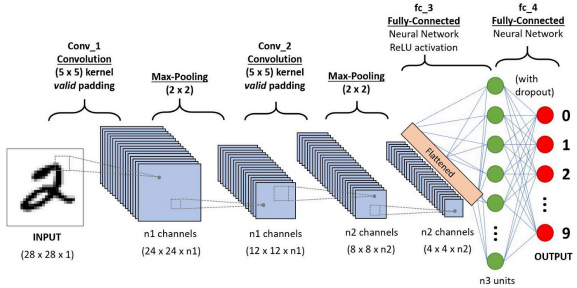 fc_3
Fully-Connected
Neural Network
ReLU activation
fc_4
Fully-Connected
Neural Network
Conv_1
Convolution
(5 x 5) kernel
valid padding
Max-Pooling
(2 x 2)
Conv_2
Convolution
(5 x 5) kernel
valid padding
Max-Pooling
(2 x 2)
(with
dropout)
Flattened
0
1
2
9
INPUT
(28 x 28 x 1)
n1 channels
(24 x 24 x n1)
n1 channels
(12 x 12 x n1)
n2 channels
(8 x 8 x n2)
n2 channels
(4 x 4 x n2)
n3 units
OUTPUT
2